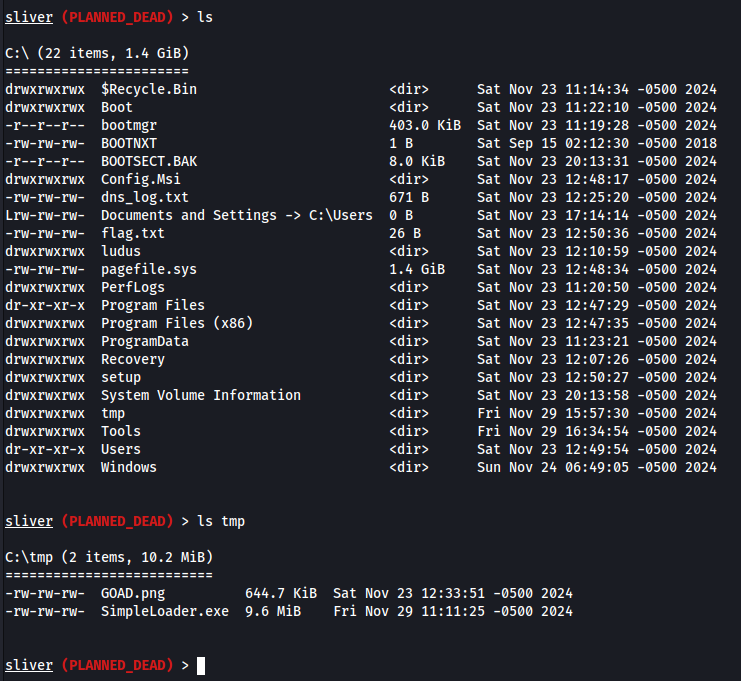 sliver (PLANNED_DEAD) > ls
C:\ (22 items, 1.4 GiB)
=======================
drwxrwxrwx  $Recycle.Bin                        <dir>      Sat Nov 23 11:14:34 -0500 2024
drwxrwxrwx  Boot                                <dir>      Sat Nov 23 11:22:10 -0500 2024
-r--r--r--  bootmgr                             403.0 KiB  Sat Nov 23 11:19:28 -0500 2024
-rw-rw-rw-  BOOTNXT                             1 B        Sat Sep 15 02:12:30 -0500 2018
-r--r--r--  BOOTSECT.BAK                        8.0 KiB    Sat Nov 23 20:13:31 -0500 2024
drwxrwxrwx  Config.Msi                          <dir>      Sat Nov 23 12:48:17 -0500 2024
-rw-rw-rw-  dns_log.txt                         671 B      Sat Nov 23 12:25:20 -0500 2024
Lrw-rw-rw-  Documents and Settings -> C:\Users  0 B        Sat Nov 23 17:14:14 -0500 2024
-rw-rw-rw-  flag.txt                            26 B       Sat Nov 23 12:50:36 -0500 2024
drwxrwxrwx  ludus                               <dir>      Sat Nov 23 12:10:59 -0500 2024
-rw-rw-rw-  pagefile.sys                        1.4 GiB    Sat Nov 23 12:48:34 -0500 2024
drwxrwxrwx  PerfLogs                            <dir>      Sat Nov 23 11:20:50 -0500 2024
dr-xr-xr-x  Program Files                       <dir>      Sat Nov 23 12:47:29 -0500 2024
drwxrwxrwx  Program Files (x86)                 <dir>      Sat Nov 23 12:47:35 -0500 2024
drwxrwxrwx  ProgramData                         <dir>      Sat Nov 23 11:23:21 -0500 2024
drwxrwxrwx  Recovery                            <dir>      Sat Nov 23 12:07:26 -0500 2024
drwxrwxrwx  setup                               <dir>      Sat Nov 23 12:50:27 -0500 2024
drwxrwxrwx  System Volume Information           <dir>      Sat Nov 23 20:13:58 -0500 2024
drwxrwxrwx  tmp                                 <dir>      Fri Nov 29 15:57:30 -0500 2024
drwxrwxrwx  Tools                               <dir>      Fri Nov 29 16:34:54 -0500 2024
dr-xr-xr-x  Users                               <dir>      Sat Nov 23 12:49:54 -0500 2024
drwxrwxrwx  Windows                             <dir>      Sun Nov 24 06:49:05 -0500 2024
sliver (PLANNED_DEAD) > ls tmp
C:\tmp (2 items, 10.2 MiB)
==========================
-rw-rw-rw-  GOAD.png          644.7 KiB  Sat Nov 23 12:33:51 -0500 2024
-rw-rw-rw-  SimpleLoader.exe  9.6 MiB    Fri Nov 29 11:11:25 -0500 2024
sliver (PLANNED_DEAD) >